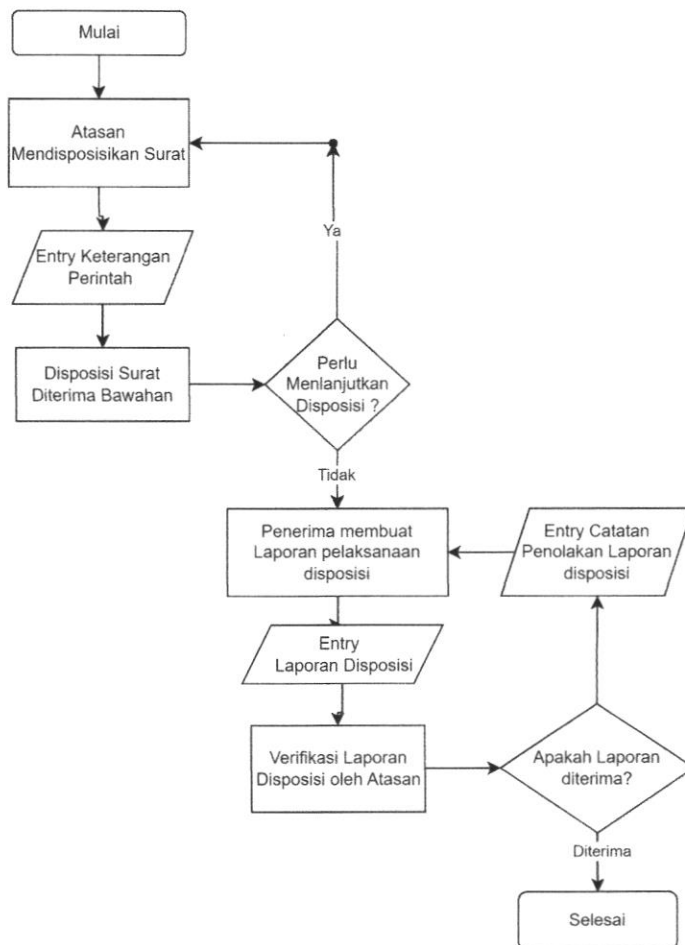 Mulai
Atasan
Mendisposisikan Surat
Ya
Entry Keterangan
Perintah
Disposisi Surat
Diterima Bawahan
Perlu
Menlanjutkan
Disposisi ?
Tidak
Penerima membuat
Laporan pelaksanaan
disposisi
Entry Catatan
Penolakan Laporan
disposisi
Entry
Laporan Disposisi
Verifikasi Laporan
Disposisi oleh Atasan
Apakah Laporan
diterima?
Diterima
Selesai